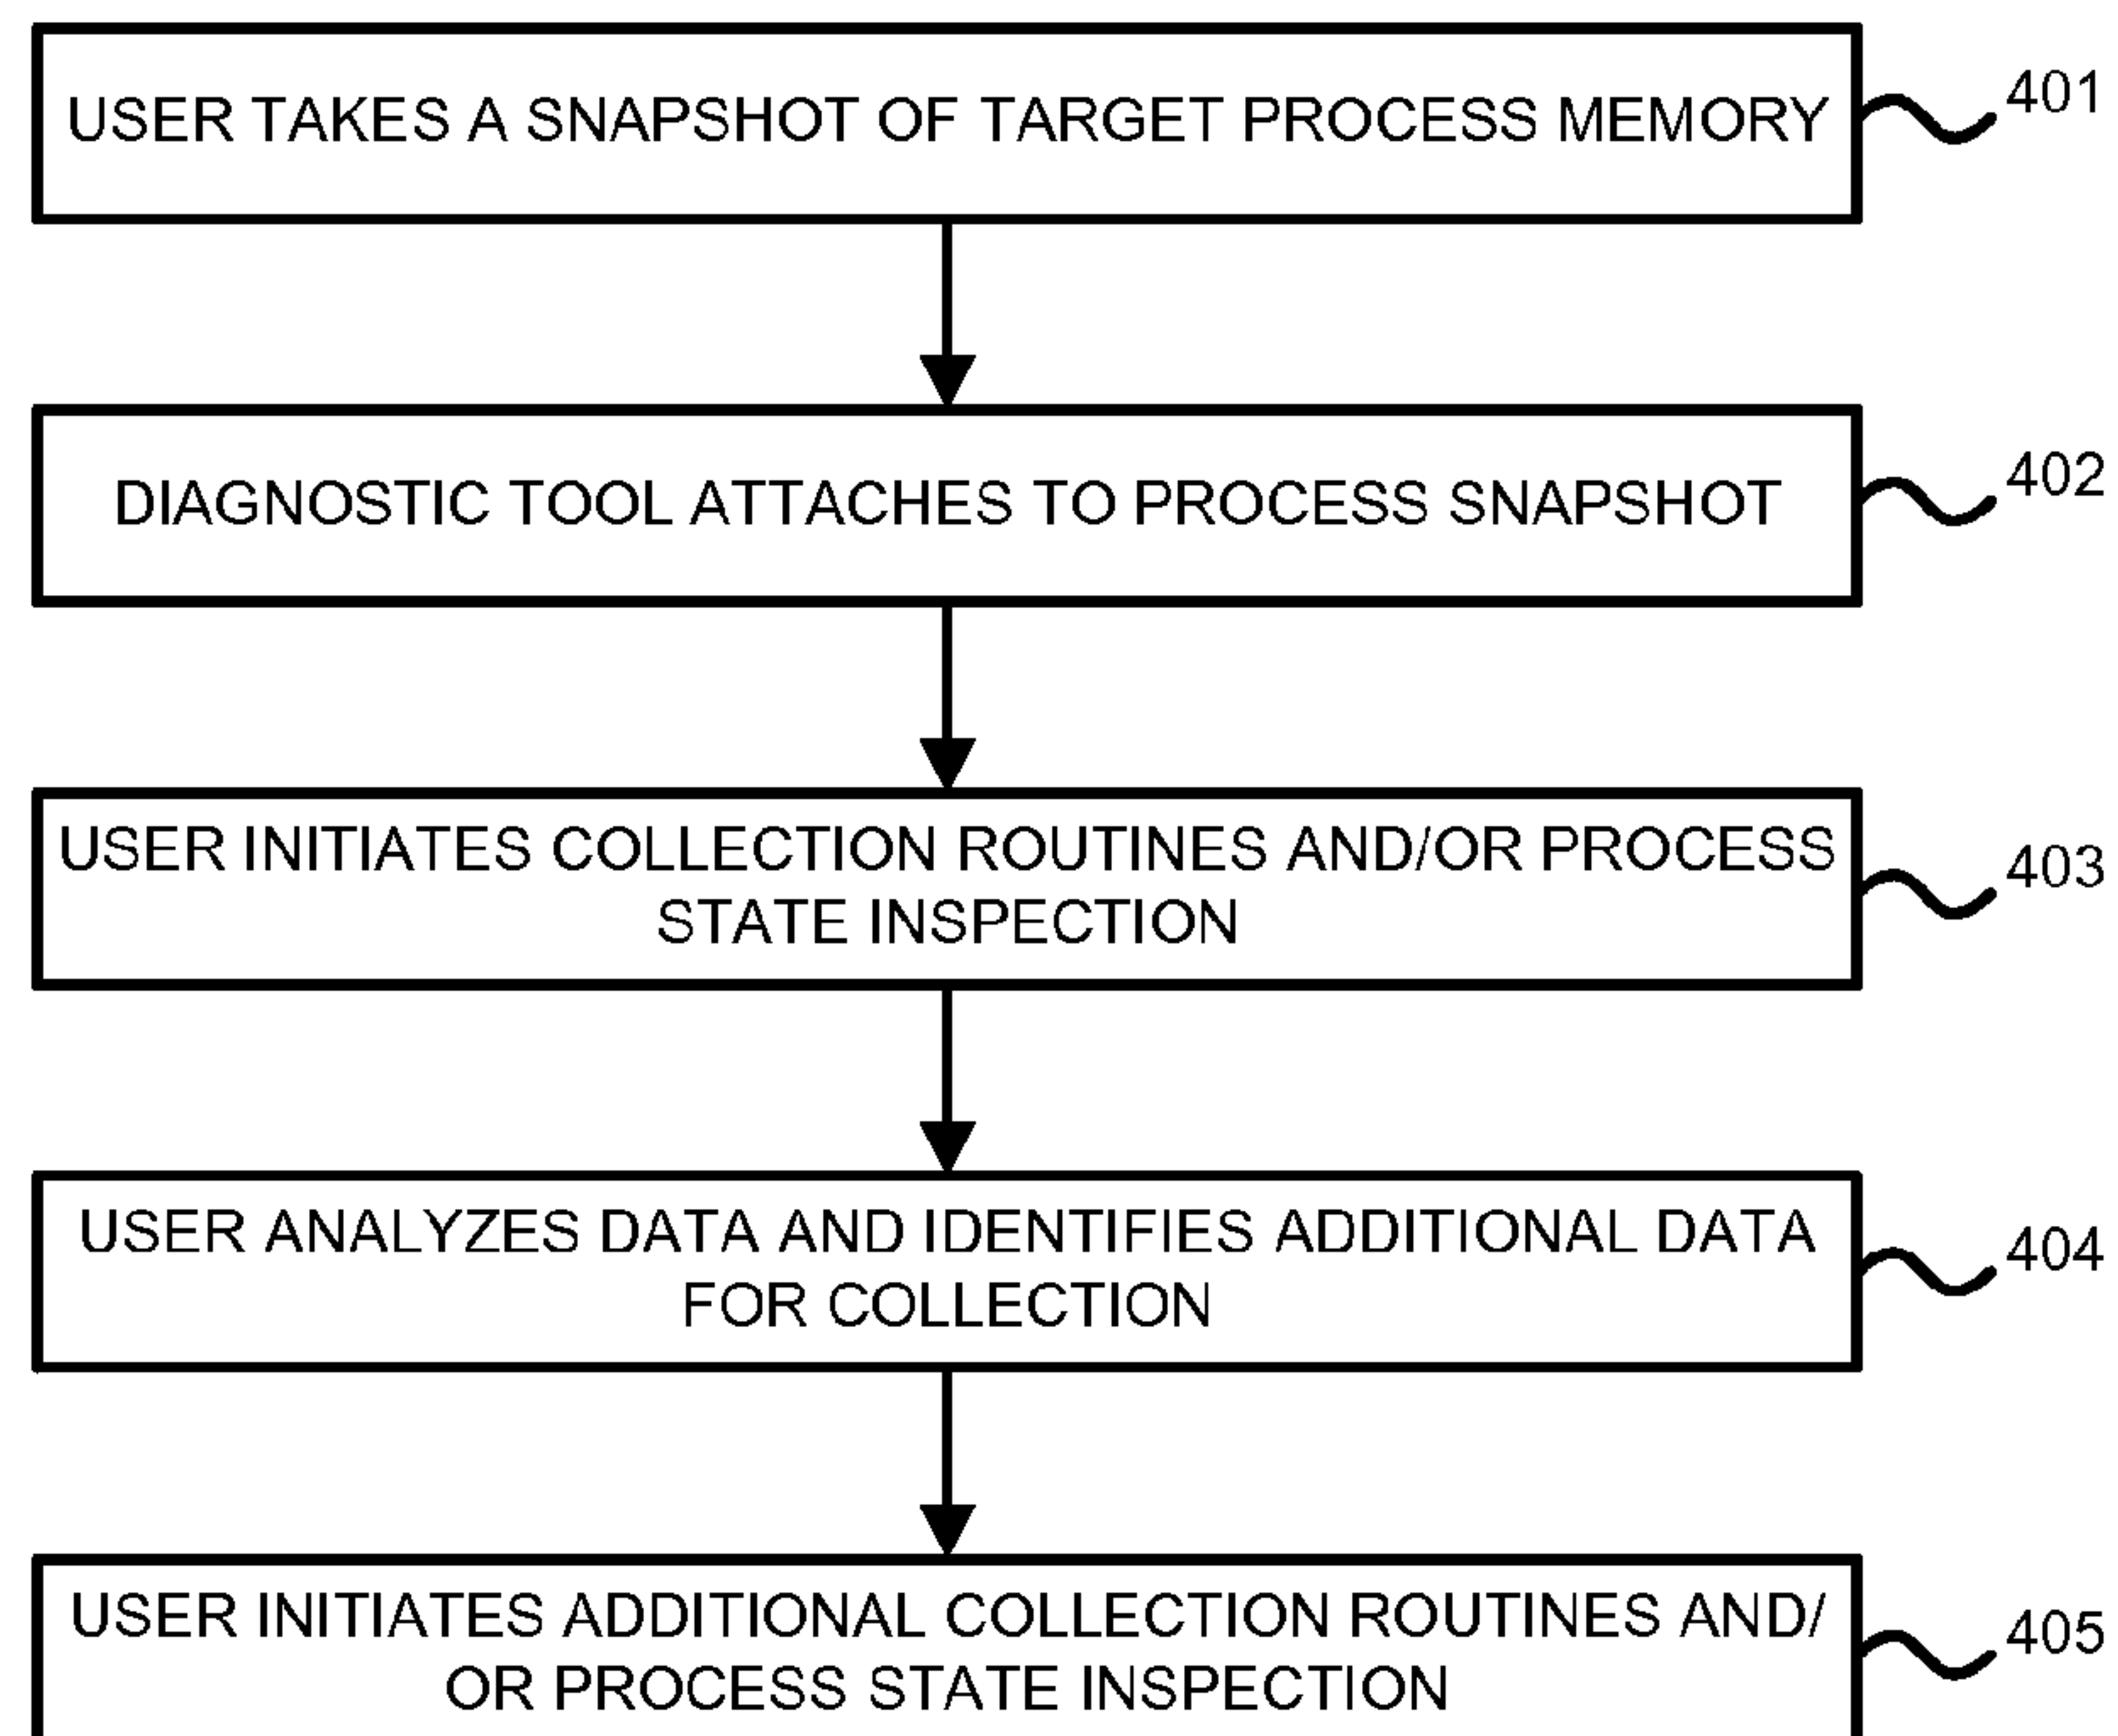 USER TAKES A SNAPSHOT OF TARGET PROCESS MEMORY
401
DIAGNOSTIC TOOL ATTACHES TO PROCESS SNAPSHOT
402
USER INITIATES COLLECTION ROUTINES AND/OR PROCESS
STATE INSPECTION
403
USER ANALYZES DATA AND IDENTIFIES ADDITIONAL DATA
FOR COLLECTION
404
USER INITIATES ADDITIONAL COLLECTION ROUTINES AND/
OR PROCESS STATE INSPECTION
405